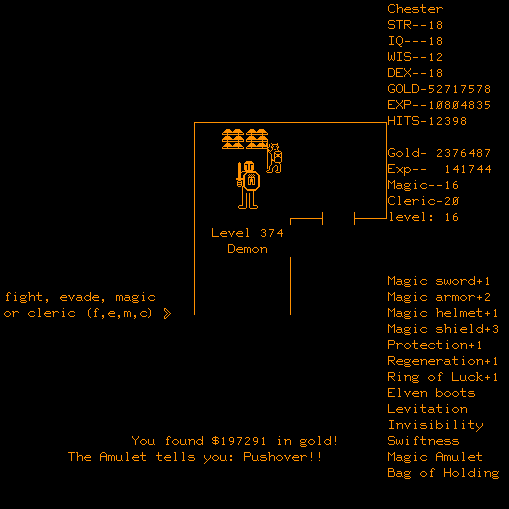 Chester
STR--18
IQ---18
WIS--12
DEX--18
GOLD-52717578
EXP--10804835
HITS-12398
Gold- 2376487
Exp-- 141744
Magic--16
Cleric-20
level: 16
Level 374
Demon
fight, evade, magic
or cleric (f,e,m,c) >
Magic sword+1
Magic armor+2
Magic helmet+1
Magic shield+3
Protection+1
Regeneration+1
Ring of Luck+1
Elven boots
Levitation
Invisibility
Swiftness
Magic Amulet
Bag of Holding
You found $197291 in gold!
The Amulet tells you: Pushover!!